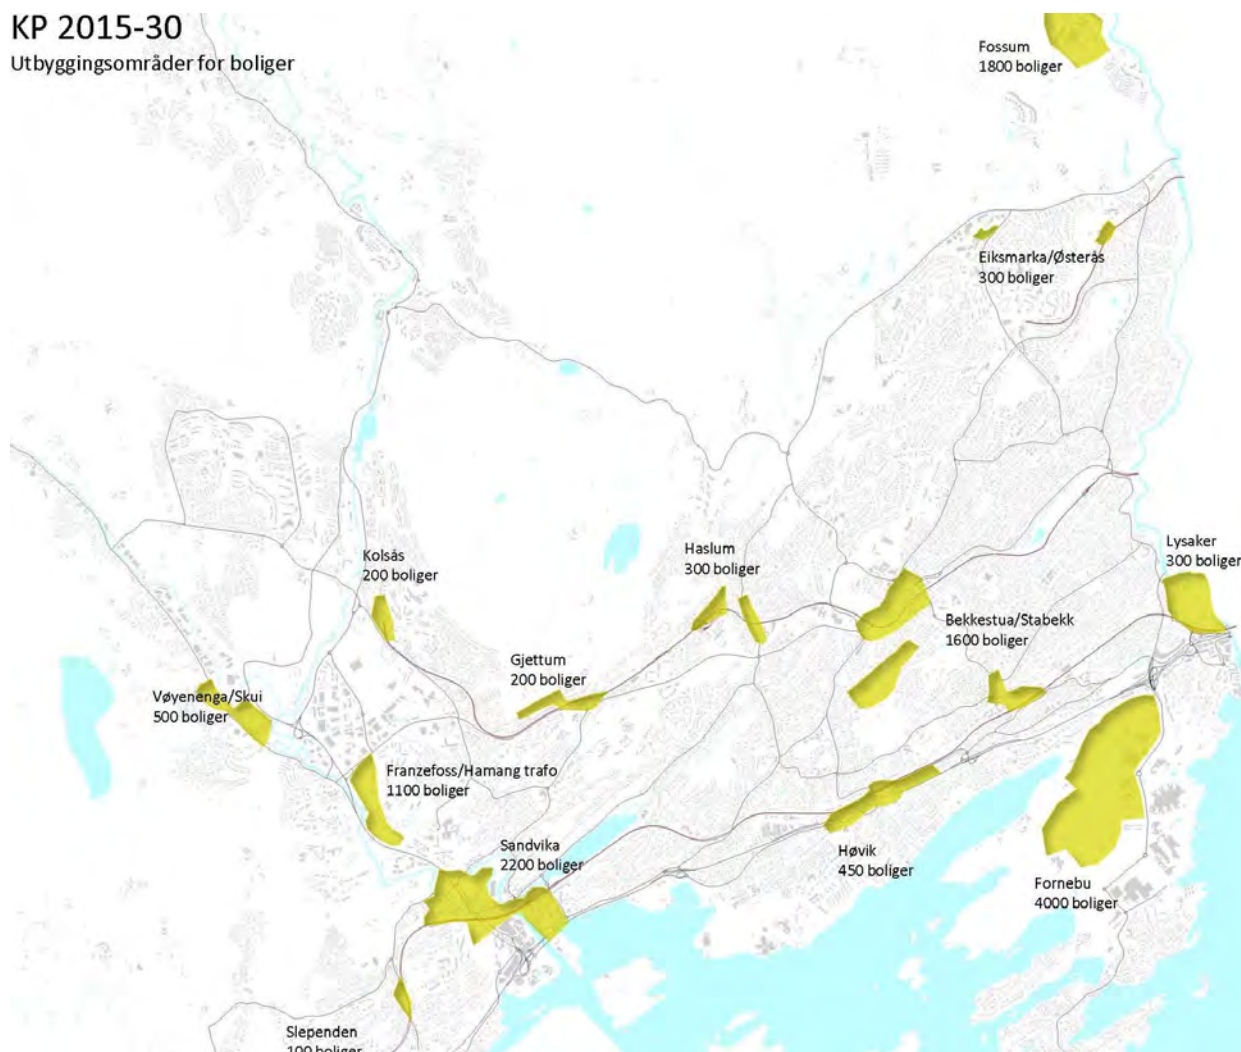 KP 2015-30
Utbyggingsområder for boliger
Fossum
1800 boliger
Eiksmarka/Østerås
300 boliger
Kolsås
200 boliger
Haslum
300 boliger
Lysaker
300 boliger
Bekkestua/Stabekk
1600 boliger
Gjettum
200 boliger
Vøyenenga/Skui
500 boliger
Franzefoss/Hamang trafo
1100 boliger
Sandvika
2200 boliger
Høvik
450 boliger
Fornebu
4000 boliger
Slependen
100 boliger